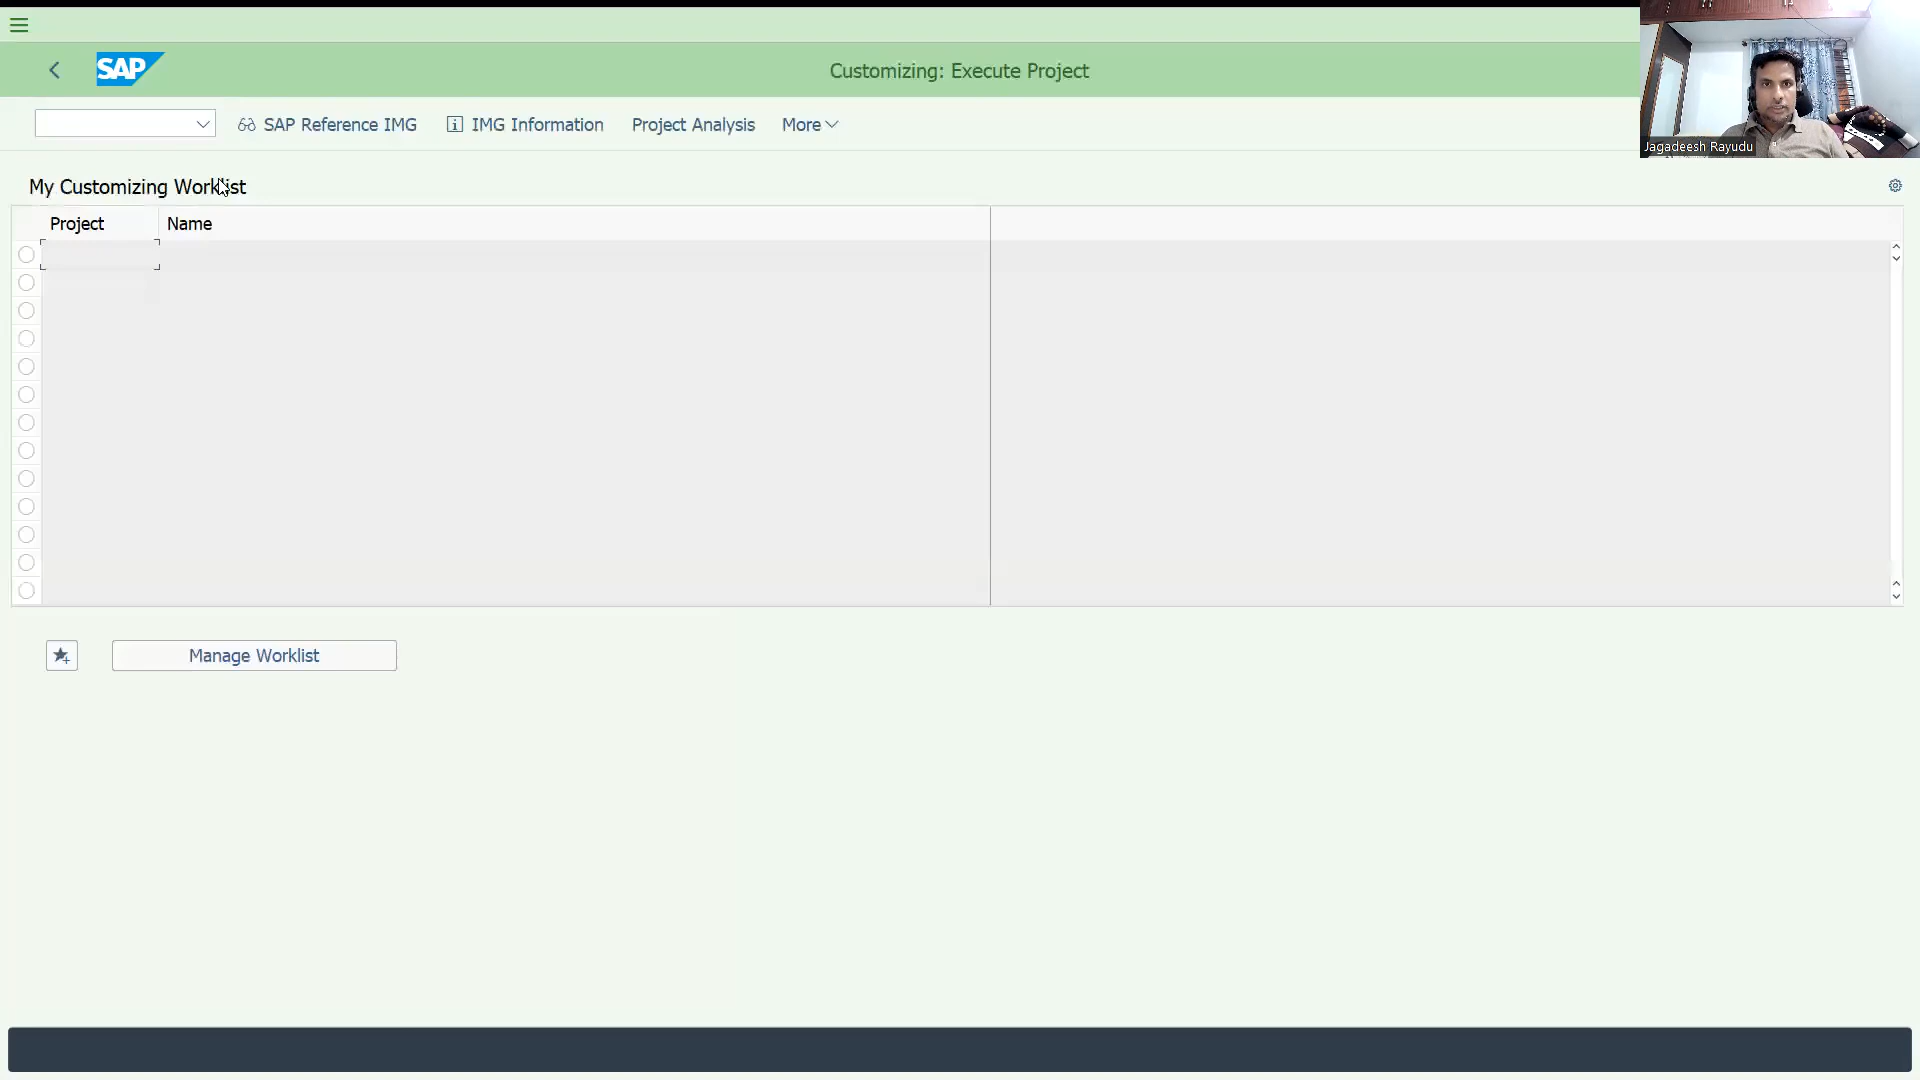 SAP
Customizing: Execute Project
SAP Reference IMG
IMG Information
Project Analysis
More
Jagadeesh Rayudu
My Customizing Worklist
Project
Name
Manage Worklist